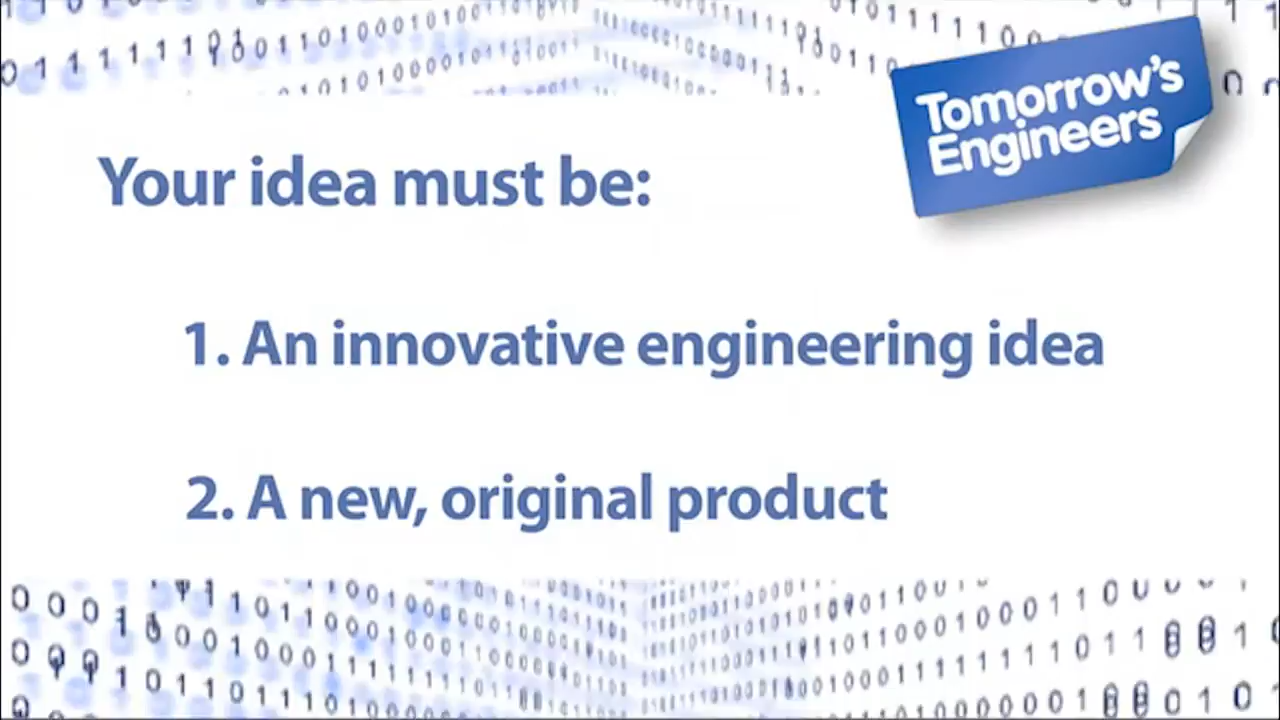 Tomorrow's
Engineers
Your idea must be:
1. An innovative engineering idea
2. A new, original product